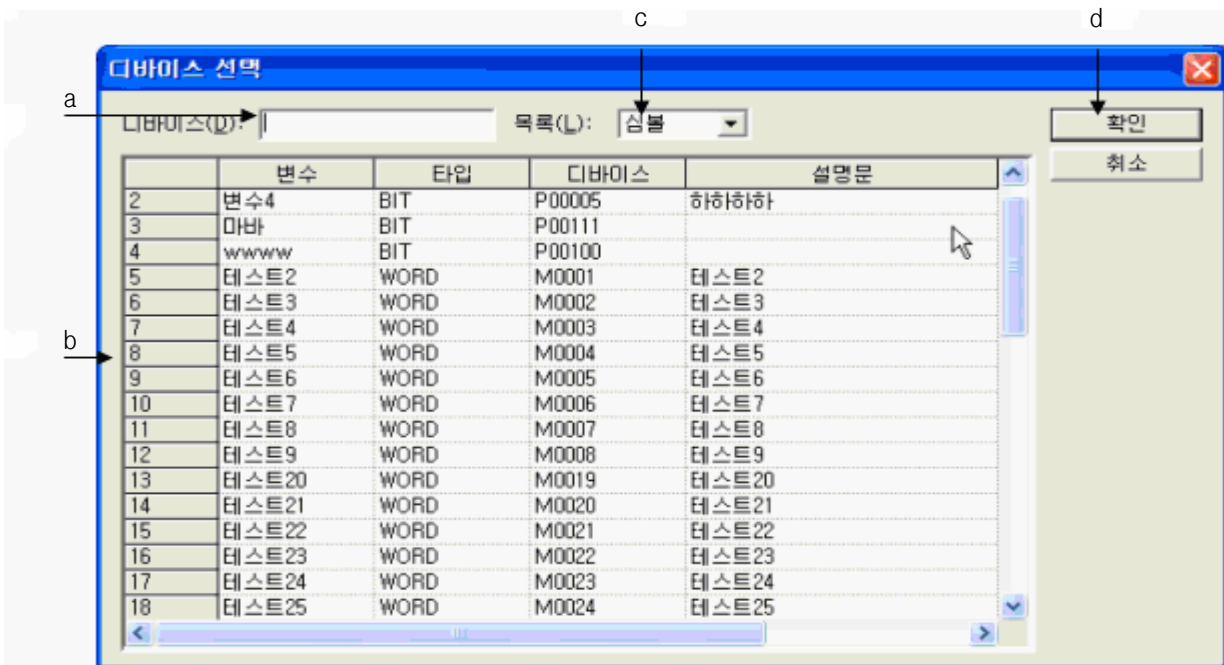 c d
디바이스 선택
a
디바이스(D): 목록(L): 심볼 확인
취소
변수 타입 디바이스 설명문
2 변수4 BIT P00005 하하하하
3 마바 BIT P00111
4 wwww BIT P00100
5 테스트2 WORD M0001 테스트2
6 테스트3 WORD M0002 테스트3
7 테스트4 WORD M0003 테스트4
b
8 테스트5 WORD M0004 테스트5
9 테스트6 WORD M0005 테스트6
10 테스트7 WORD M0006 테스트7
11 테스트8 WORD M0007 테스트8
12 테스트9 WORD M0008 테스트9
13 테스트20 WORD M0019 테스트20
14 테스트21 WORD M0020 테스트21
15 테스트22 WORD M0021 테스트22
16 테스트23 WORD M0022 테스트23
17 테스트24 WORD M0023 테스트24
18 테스트25 WORD M0024 테스트25